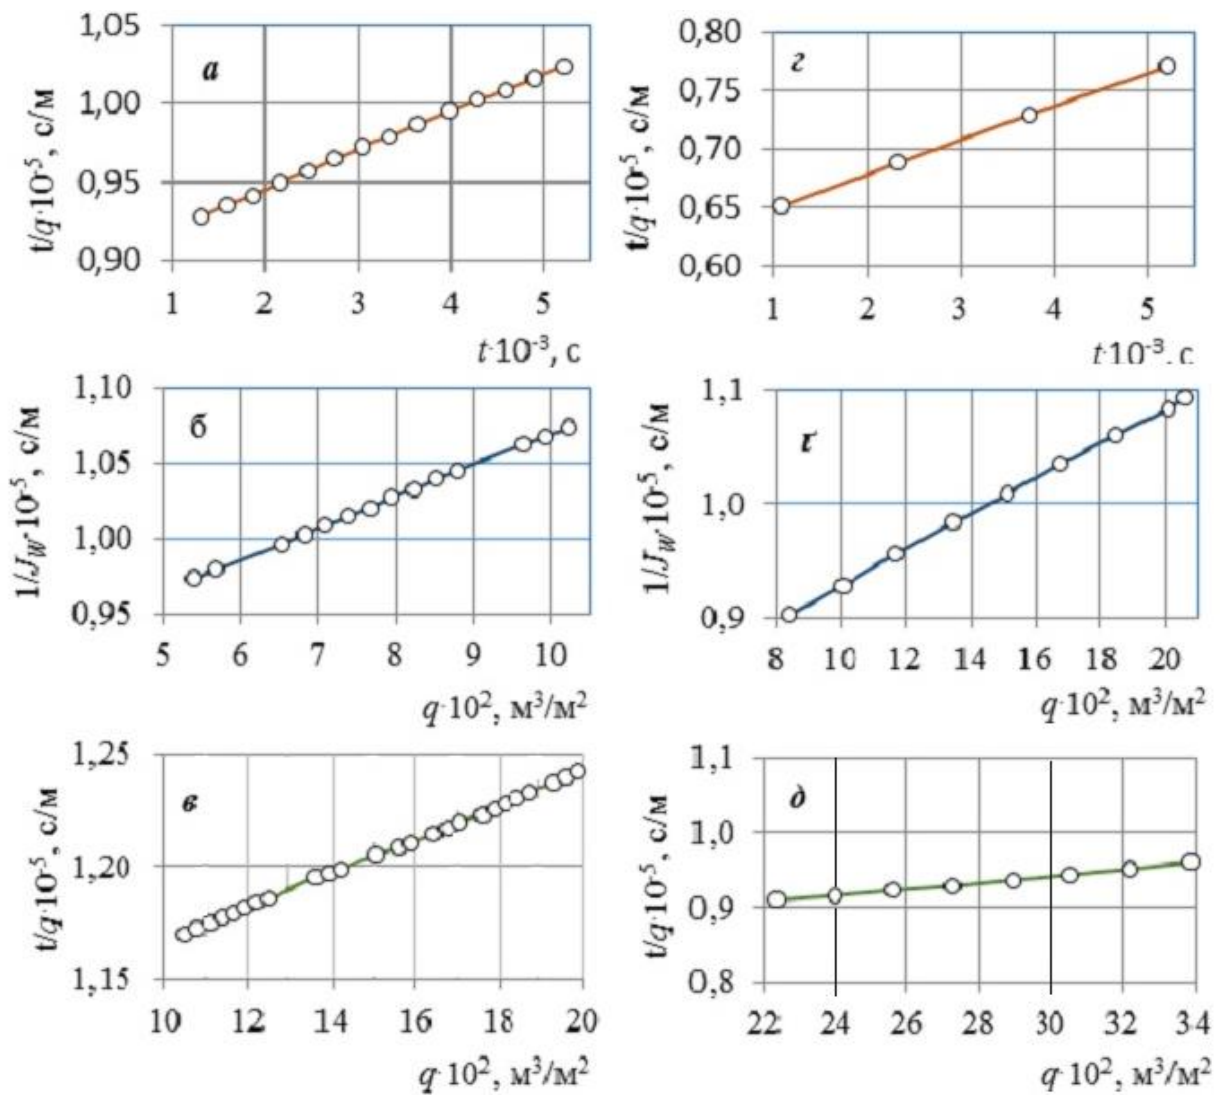 1,05
1,00
0,95
0,90
t/q·10⁻⁵, с/м
а
1 2 3 4 5
t·10⁻³, с
0,80
0,75
0,70
0,65
0,60
t/q·10⁻⁵, с/м
г
1 2 3 4 5
t·10⁻³. с
1,10
1,05
1,00
0,95
1/J_W·10⁻⁵, с/м
б
5 6 7 8 9 10
q·10², м³/м²
1,1
1,0
0,9
1/J_W·10⁻⁵, с/м
ґ
8 10 12 14 16 18 20
q·10², м³/м²
1,25
1,20
1,15
t/q·10⁻⁵, с/м
в
10 12 14 16 18 20
q·10², м³/м²
1,1
1,0
0,9
0,8
t/q·10⁻⁵, с/м
д
22 24 26 28 30 32 34
q·10², м³/м²